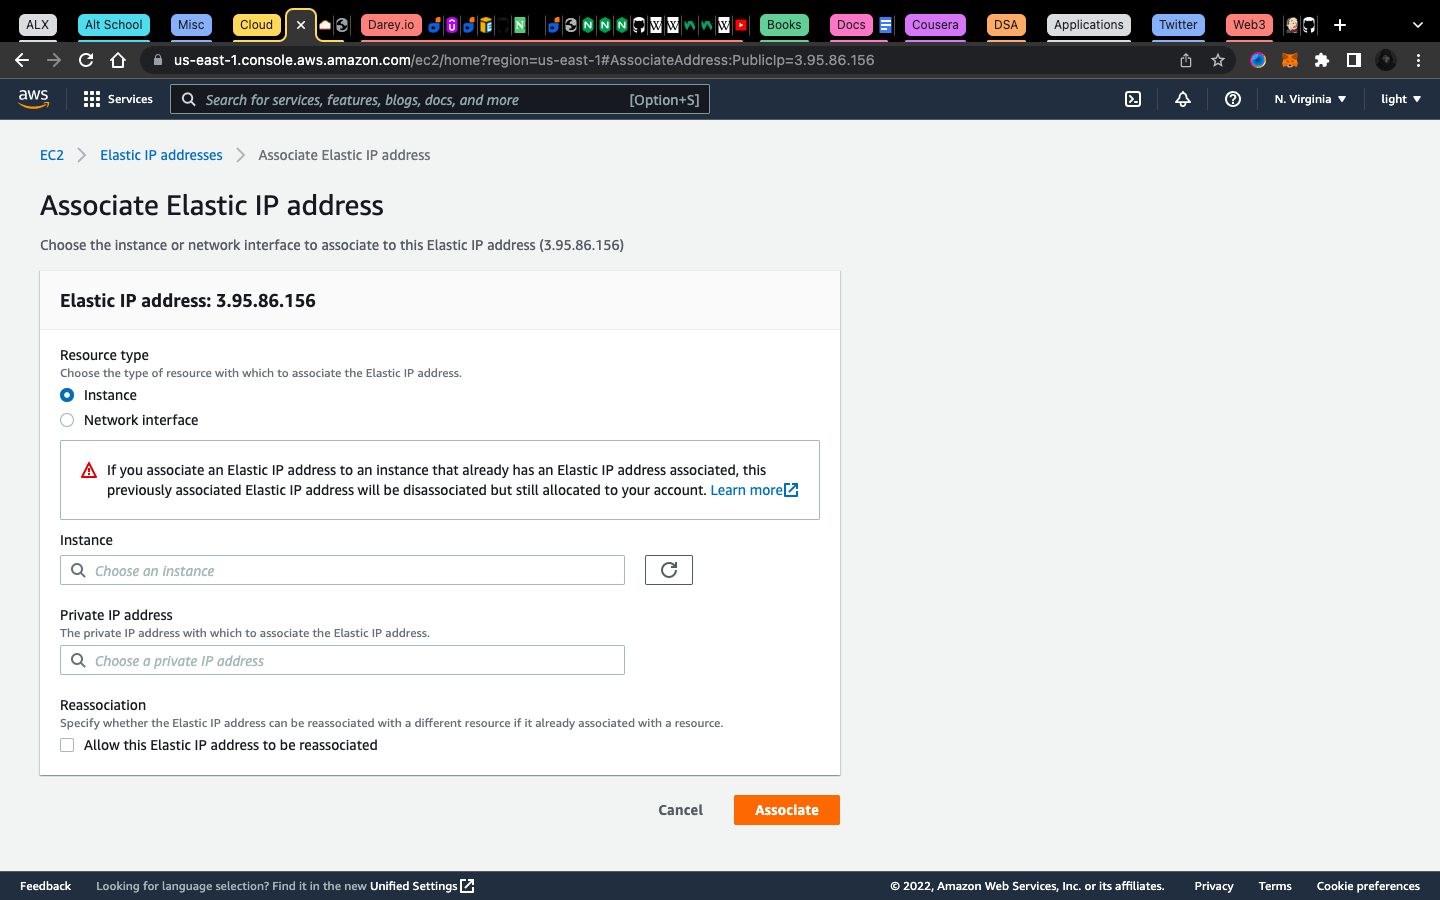 ALX
Alt School
Misc
Cloud
Darey.io
Books
Docs
Cousera
DSA
Applications
Twitter
Web3
us-east-1.console.aws.amazon.com/ec2/home?region=us-east-1#AssociateAddress:PublicIp=3.95.86.156
aws
Services
Search for services, features, blogs, docs, and more
[Option+S]
N. Virginia
light
EC2
Elastic IP addresses
Associate Elastic IP address
Associate Elastic IP address
Choose the instance or network interface to associate to this Elastic IP address (3.95.86.156)
Elastic IP address: 3.95.86.156
Resource type
Choose the type of resource with which to associate the Elastic IP address.
Instance
Network interface
If you associate an Elastic IP address to an instance that already has an Elastic IP address associated, this
previously associated Elastic IP address will be disassociated but still allocated to your account. Learn more
Instance
Choose an instance
Private IP address
The private IP address with which to associate the Elastic IP address.
Choose a private IP address
Reassociation
Specify whether the Elastic IP address can be reassociated with a different resource if it already associated with a resource.
Allow this Elastic IP address to be reassociated
Cancel
Associate
Feedback
Looking for language selection? Find it in the new Unified Settings
© 2022, Amazon Web Services, Inc. or its affiliates.
Privacy
Terms
Cookie preferences